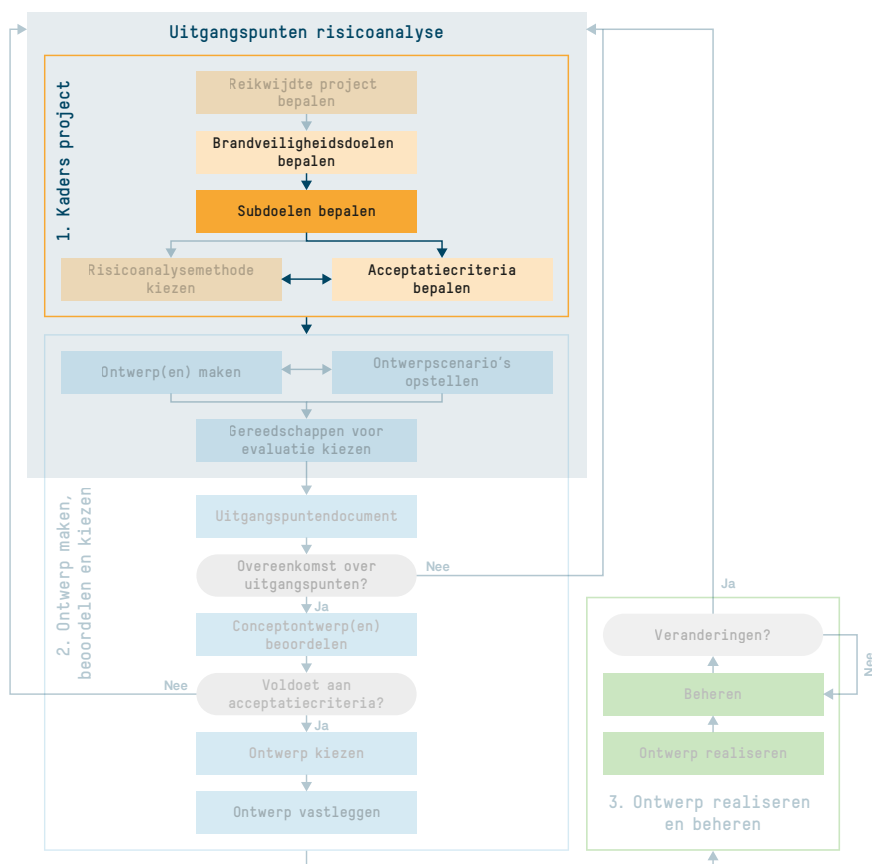 Uitgangspunten risicoanalyse
1. Kaders project
Reikwijdte project
bepalen
Brandveiligheidsdoelen
bepalen
Subdoelen bepalen
Risicoanalysemethode
kiezen
Acceptatiecriteria
bepalen
Ontwerp(en) maken
Ontwerpscenario's
opstellen
Gereedschappen voor
evaluatie kiezen
2. Ontwerp maken,
beoordelen en kiezen
Uitgangspuntendocument
Overeenkomst over
uitgangspunten?
Nee
Ja
Conceptontwerp(en)
beoordelen
Nee
Voldoet aan
acceptatiecriteria?
Ja
Ontwerp kiezen
Ontwerp vastleggen
Ja
Veranderingen?
Nee
Beheren
Ontwerp realiseren
3. Ontwerp realiseren
en beheren